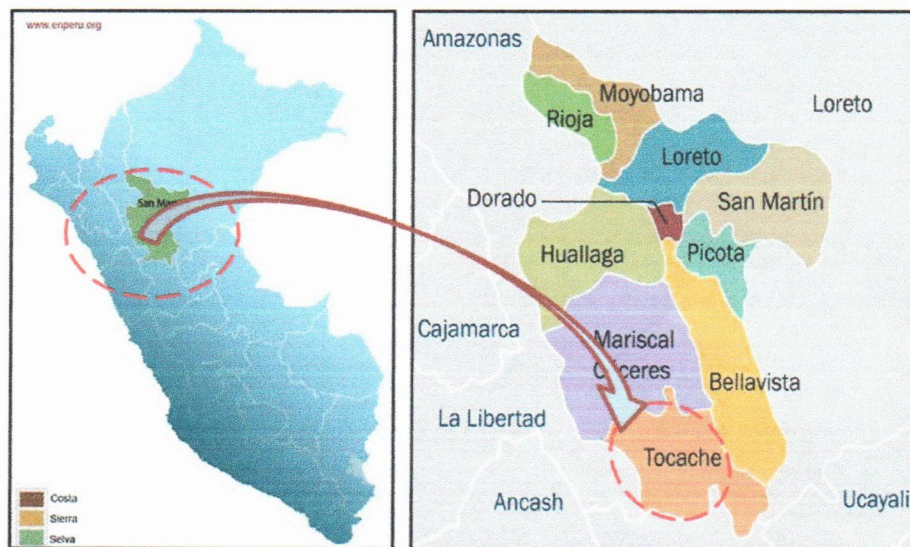 www.enperu.org
San Martín
Costa
Sierra
Selva
Amazonas
Moyobama
Loreto
Rioja
Loreto
Dorado
San Martín
Huallaga
Picota
Cajamarca
Mariscal
Cáceres
Bellavista
La Libertad
Tocache
Ancash
Ucayali